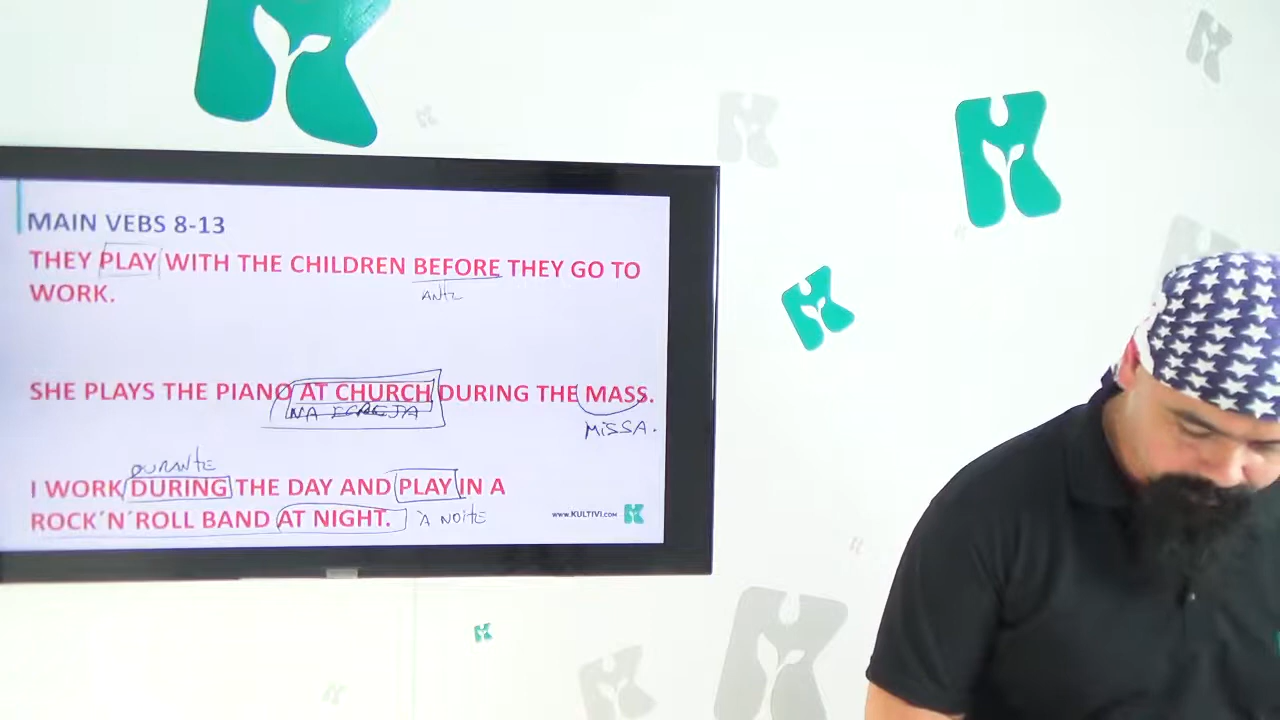 MAIN VEBS 8-13
THEY PLAY WITH THE CHILDREN BEFORE THEY GO TO
WORK.
ANTE
SHE PLAYS THE PIANO AT CHURCH DURING THE MASS.
NA IGREJA
MISSA.
DURANTE
I WORK DURING THE DAY AND PLAY IN A
ROCK´N´ROLL BAND AT NIGHT. À NOITE
WWW.KULTIVI.COM